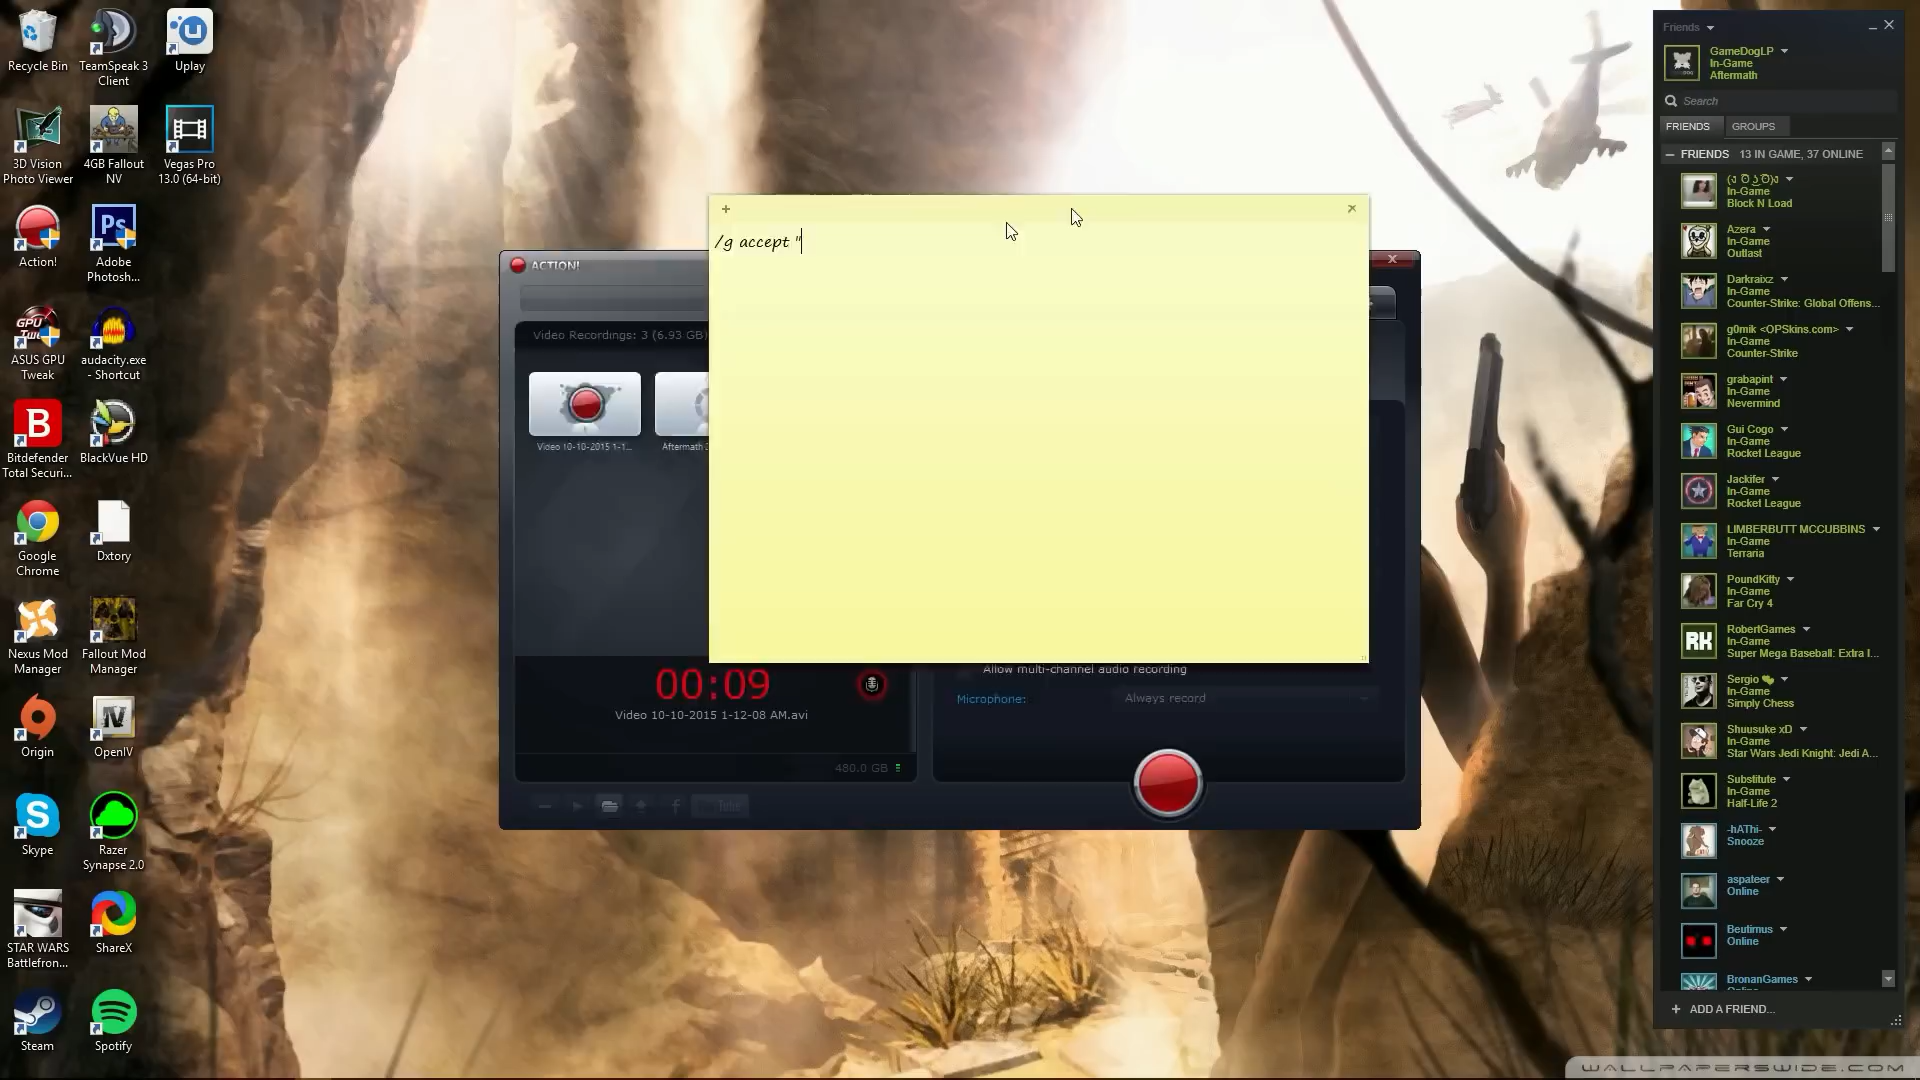 Recycle Bin
TeamSpeak 3
Client
Uplay
3D Vision
Photo Viewer
4GB Fallout
NV
Vegas Pro
13.0 (64-bit)
Action!
Adobe
Photosh...
ASUS GPU
Tweak
audacity.exe
- Shortcut
Bitdefender
Total Securi...
BlackVue HD
Google
Chrome
Dxtory
Nexus Mod
Manager
Fallout Mod
Manager
Origin
OpenIV
Skype
Razer
Synapse 2.0
STAR WARS
Battlefron...
ShareX
Steam
Spotify
ACTION!
Video Recordings: 3 (6.93 GB)
Video 10-10-2015 1-1...
Aftermath
00:09
Video 10-10-2015 1-12-08 AM.avi
480.0 GB
Allow multi-channel audio recording
Microphone:
Always record
/g accept "
Friends
GameDogLP
In-Game
Aftermath
Search
FRIENDS
GROUPS
FRIENDS 13 IN GAME, 37 ONLINE
In-Game
Block N Load
Azera
In-Game
Outlast
Darkraixz
In-Game
Counter-Strike: Global Offens...
g0mik <OPSkins.com>
In-Game
Counter-Strike
grabapint
In-Game
Nevermind
Gui Cogo
In-Game
Rocket League
Jackifer
In-Game
Rocket League
LIMBERBUTT MCCUBBINS
In-Game
Terraria
PoundKitty
In-Game
Far Cry 4
RK
RobertGames
In-Game
Super Mega Baseball: Extra I...
Sergio
In-Game
Simply Chess
Shuusuke xD
In-Game
Star Wars Jedi Knight: Jedi A...
Substitute
In-Game
Half-Life 2
-hAThi-
Snooze
aspateer
Online
Beutimus
Online
BronanGames
+ ADD A FRIEND...
WALLPAPERSWIDE.COM